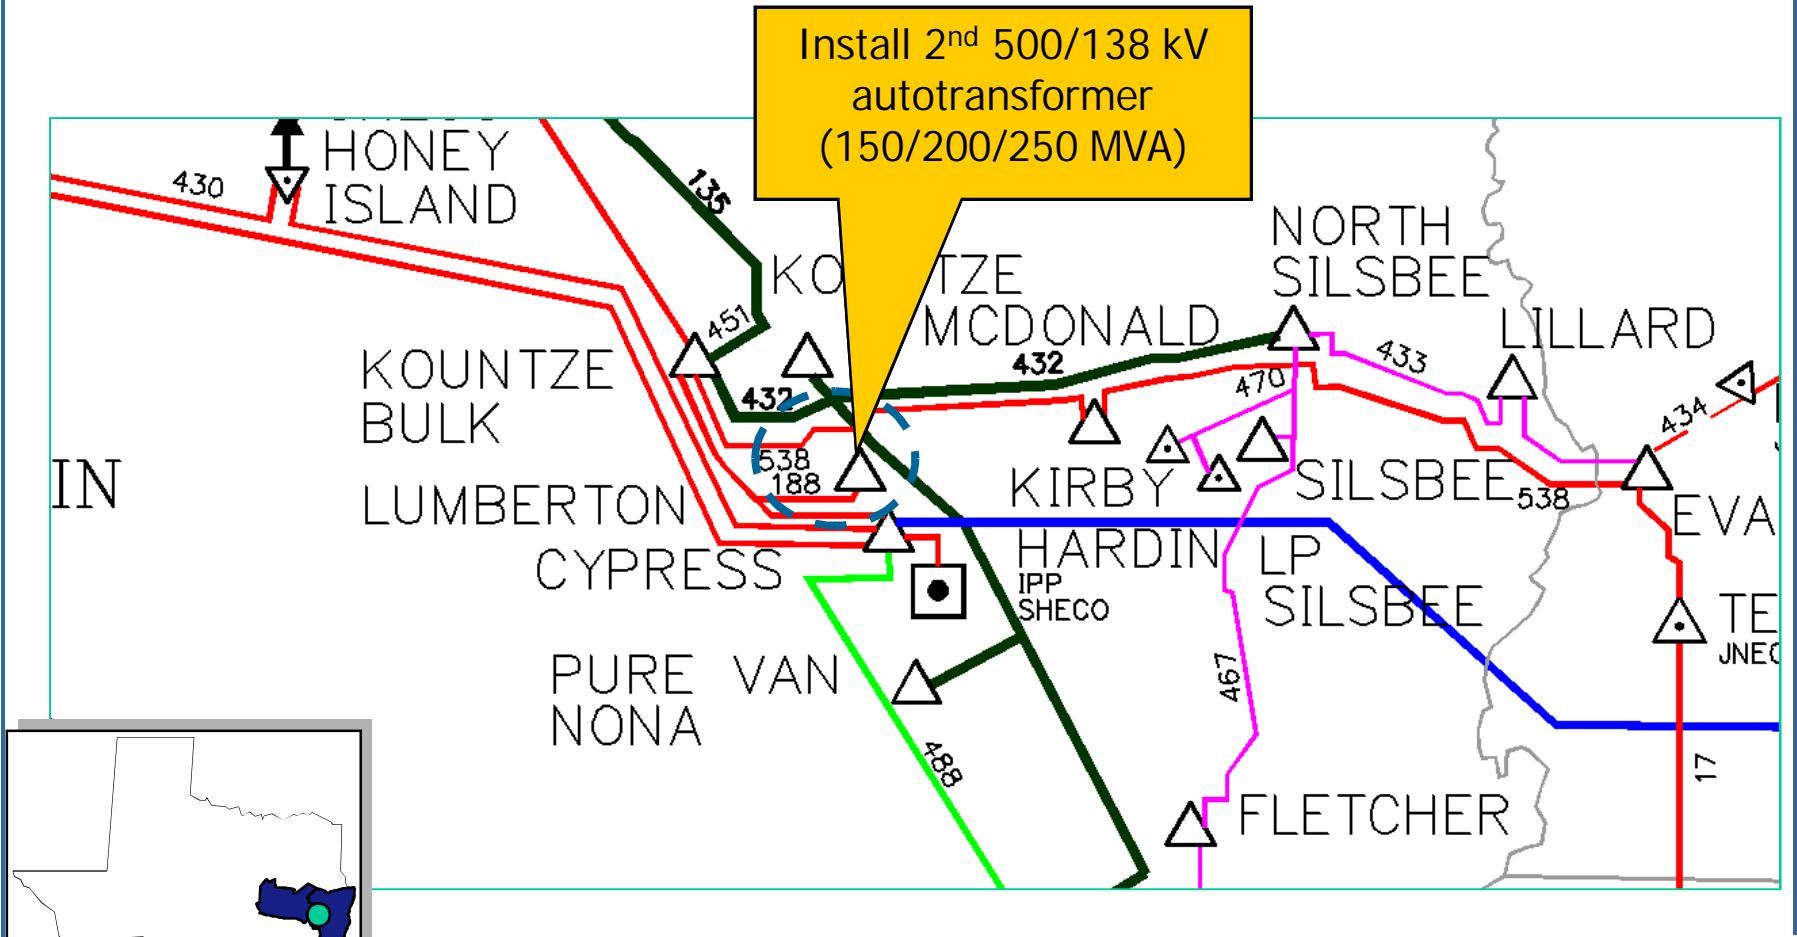 Install 2nd 500/138 kV
autotransformer
(150/200/250 MVA)
HONEY
ISLAND
430
135
NORTH
SILSBEE
KO TZE
MCDONALD
451
LILLARD
KOUNTZE
BULK
432
433
470
432
434
538
188
IN
LUMBERTON
KIRBY
SILSBEE
538
EVA
CYPRESS
HARDIN
LP
SILSBEE
IPP
SHECO
TE
JNEC
PURE VAN
NONA
467
488
17
FLETCHER